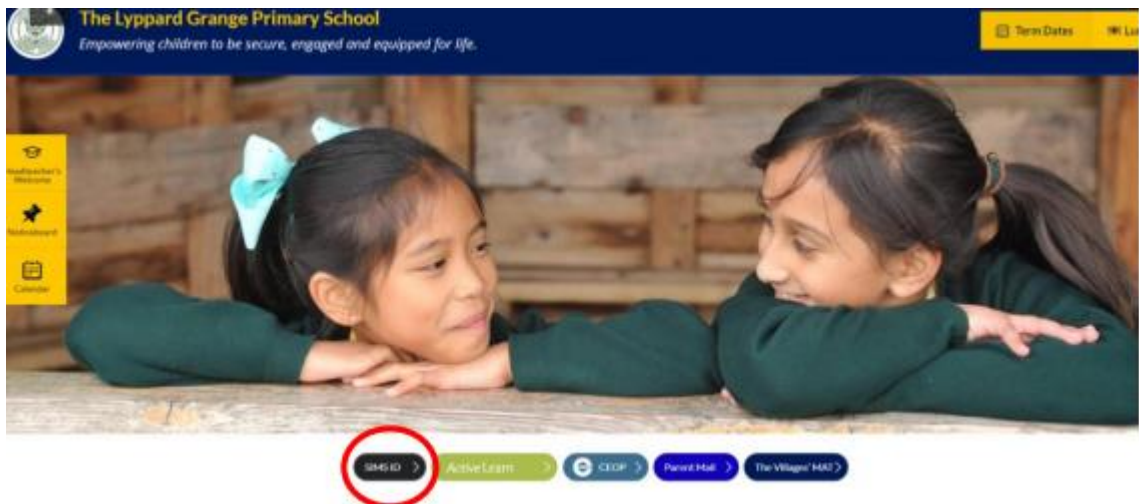 The Lyppard Grange Primary School
Empowering children to be secure, engaged and equipped for life.
Term Dates
Headteacher's
Welcome
Noticeboard
Calendar
SIMS ID
Active Learn
CEOP
Parent Mail
The Villages' MAT